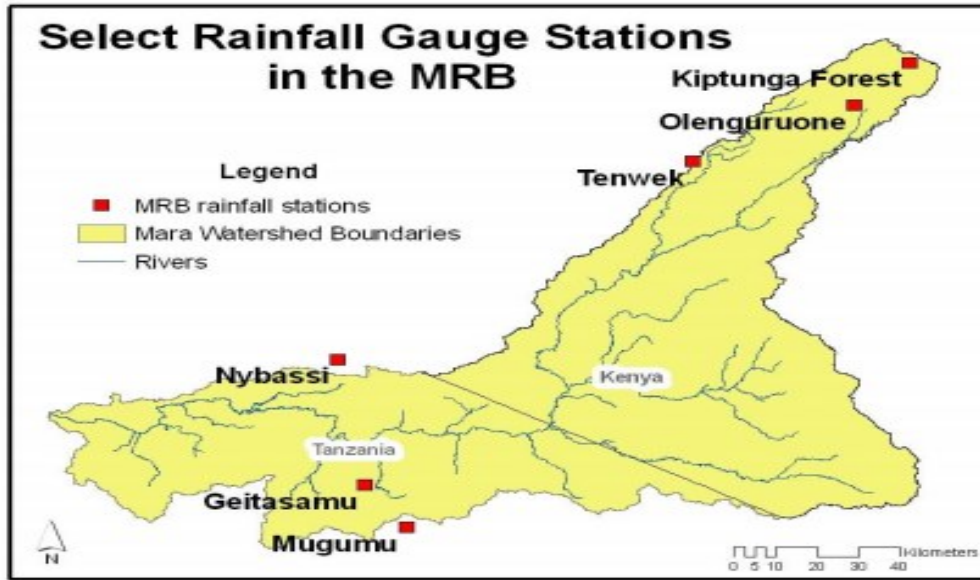 Select Rainfall Gauge Stations
in the MRB
Kiptunga Forest
Olenguruone
Tenwek
Legend
MRB rainfall stations
Mara Watershed Boundaries
Rivers
Nybassi
Kenya
Tanzania
Geitasamu
Mugumu
N
Kilometers
0 5 10 20 30 40